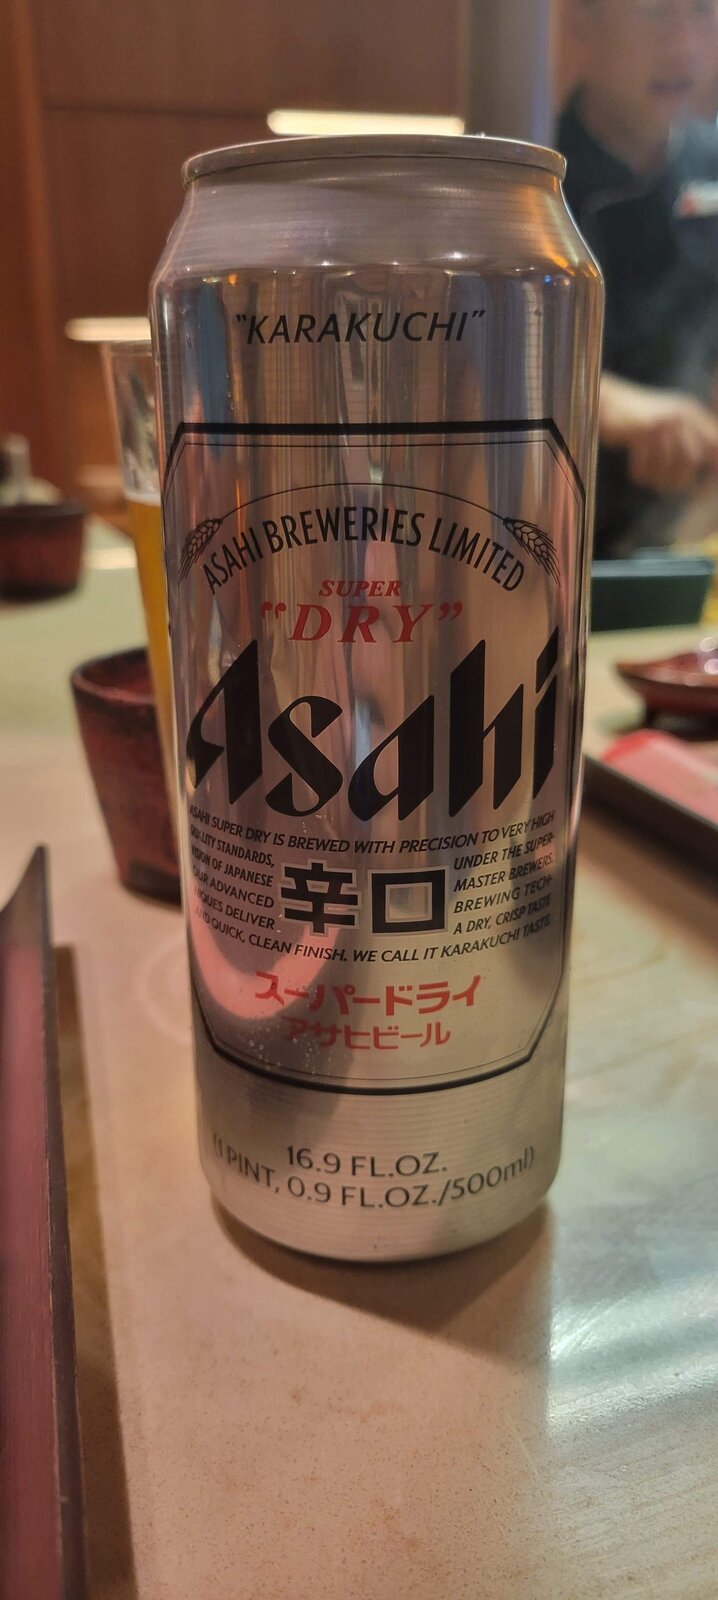 "KARAKUCHI"
ASAHI BREWERIES LIMITED
SUPER
"DRY"
Asahi
ASAHI SUPER DRY IS BREWED WITH PRECISION TO VERY HIGH
QUALITY STANDARDS, UNDER THE SUPER-
VISION OF JAPANESE MASTER BREWERS.
OUR ADVANCED BREWING TECH-
NIQUES DELIVER A DRY, CRISP TASTE
AND QUICK, CLEAN FINISH. WE CALL IT KARAKUCHI TASTE.
辛口
スーパードライ
アサヒビール
16.9 FL.OZ.
(1 PINT, 0.9 FL.OZ./500ml)